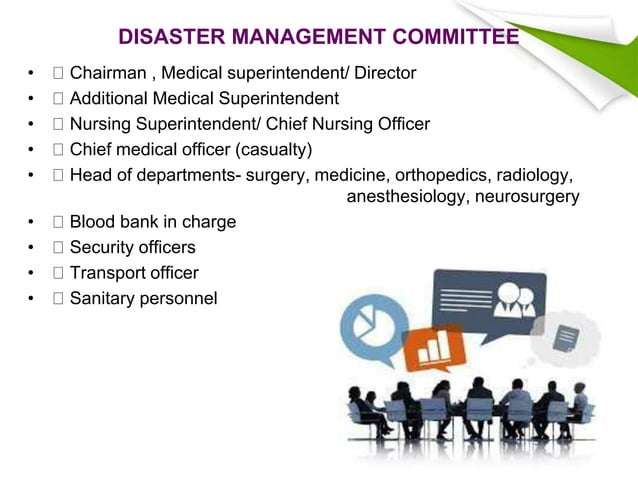 DISASTER MANAGEMENT COMMITTEE
• Chairman , Medical superintendent/ Director
• Additional Medical Superintendent
• Nursing Superintendent/ Chief Nursing Officer
• Chief medical officer (casualty)
• Head of departments- surgery, medicine, orthopedics, radiology,
anesthesiology, neurosurgery
• Blood bank in charge
• Security officers
• Transport officer
• Sanitary personnel